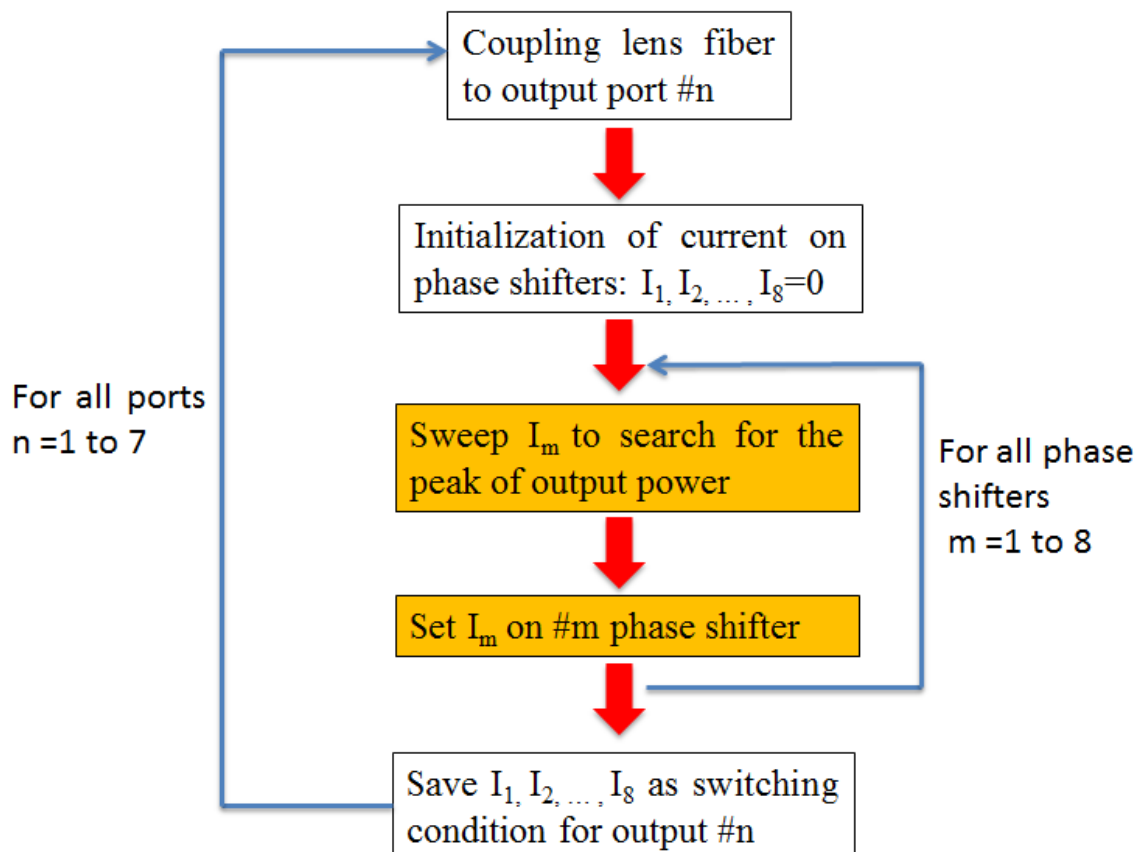 Coupling lens fiber
to output port #n
Initialization of current on
phase shifters: I1, I2, ... , I8=0
For all ports
n =1 to 7
Sweep Im to search for the
peak of output power
For all phase
shifters
m =1 to 8
Set Im on #m phase shifter
Save I1, I2, ... , I8 as switching
condition for output #n